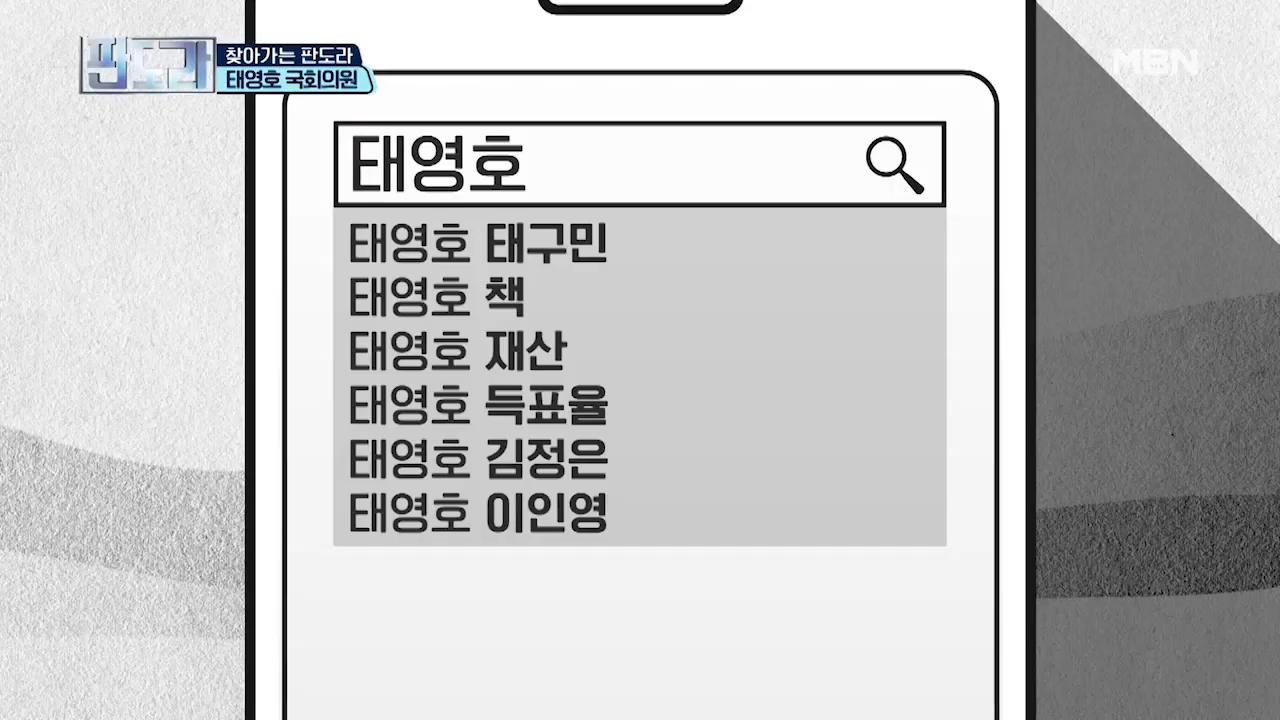 판도라
찾아가는 판도라
태영호 국회의원
MBN
태영호
태영호 태구민
태영호 책
태영호 재산
태영호 득표율
태영호 김정은
태영호 이인영